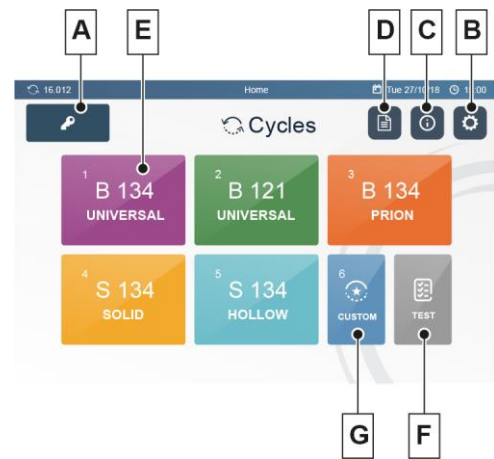 A E D C B
16.012 Home Tue 27/10/18
Cycles
1 2 3
B 134 B 121 B 134
UNIVERSAL UNIVERSAL PRION
4 5 6
S 134 S 134
SOLID HOLLOW CUSTOM TEST
G F